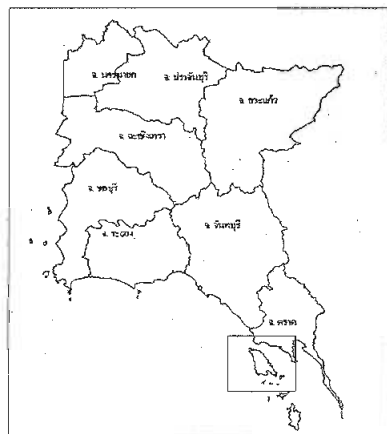 จ. นครนายก
จ. ปราจีนบุรี
จ. สระแก้ว
จ. ฉะเชิงเทรา
จ. ชลบุรี
จ. ระยอง
จ. จันทบุรี
จ. ตราด